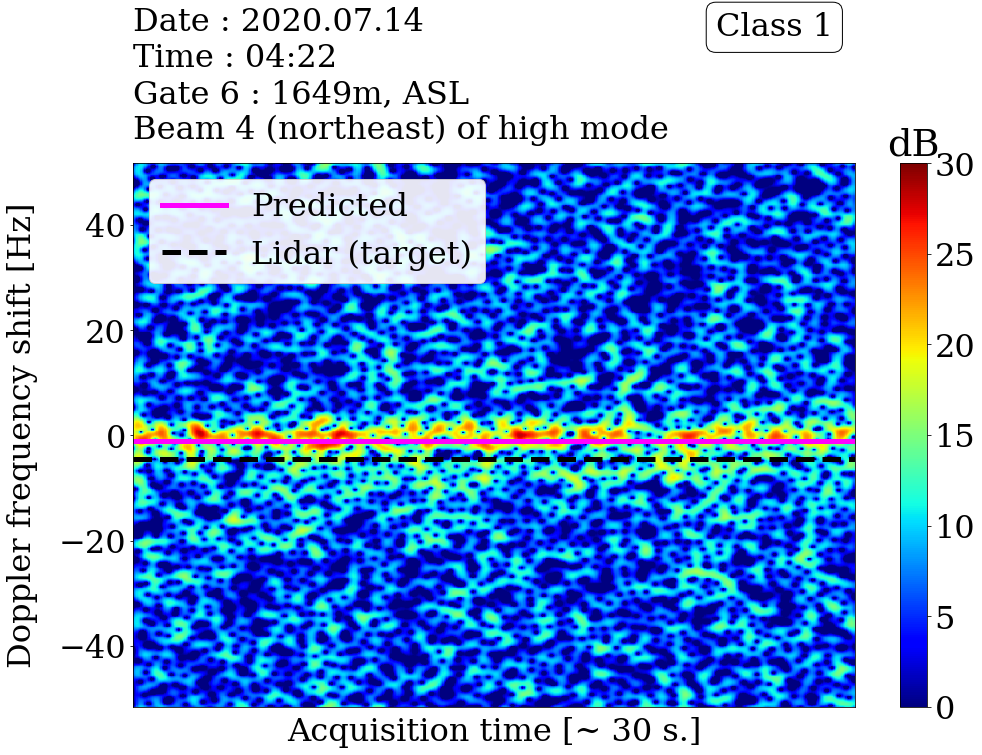 Date : 2020.07.14
Class 1
Time : 04:22
Gate 6 : 1649m, ASL
Beam 4 (northeast) of high mode
dB
Predicted
Lidar (target)
Doppler frequency shift [Hz]
40
20
0
−20
−40
30
25
20
15
10
5
0
Acquisition time [~ 30 s.]